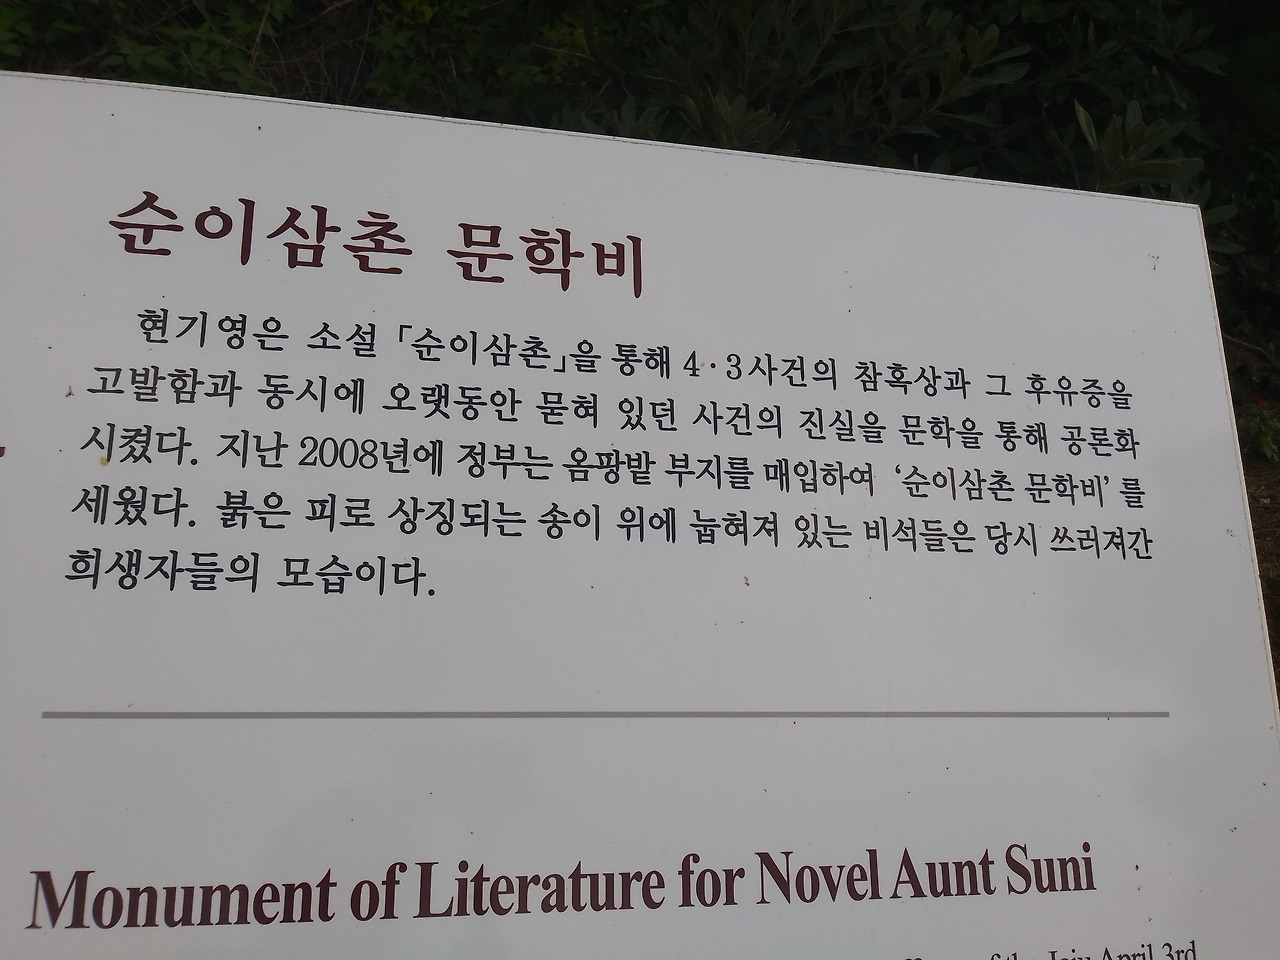 순이삼촌 문학비
현기영은 소설 「순이삼촌」을 통해 4·3사건의 참혹상과 그 후유증을
고발함과 동시에 오랫동안 묻혀 있던 사건의 진실을 문학을 통해 공론화
시켰다. 지난 2008년에 정부는 옴팡밭 부지를 매입하여 ‘순이삼촌 문학비’를
세웠다. 붉은 피로 상징되는 송이 위에 눕혀져 있는 비석들은 당시 쓰러져간
희생자들의 모습이다.
Monument of Literature for Novel Aunt Suni
of the Jeju April 3rd